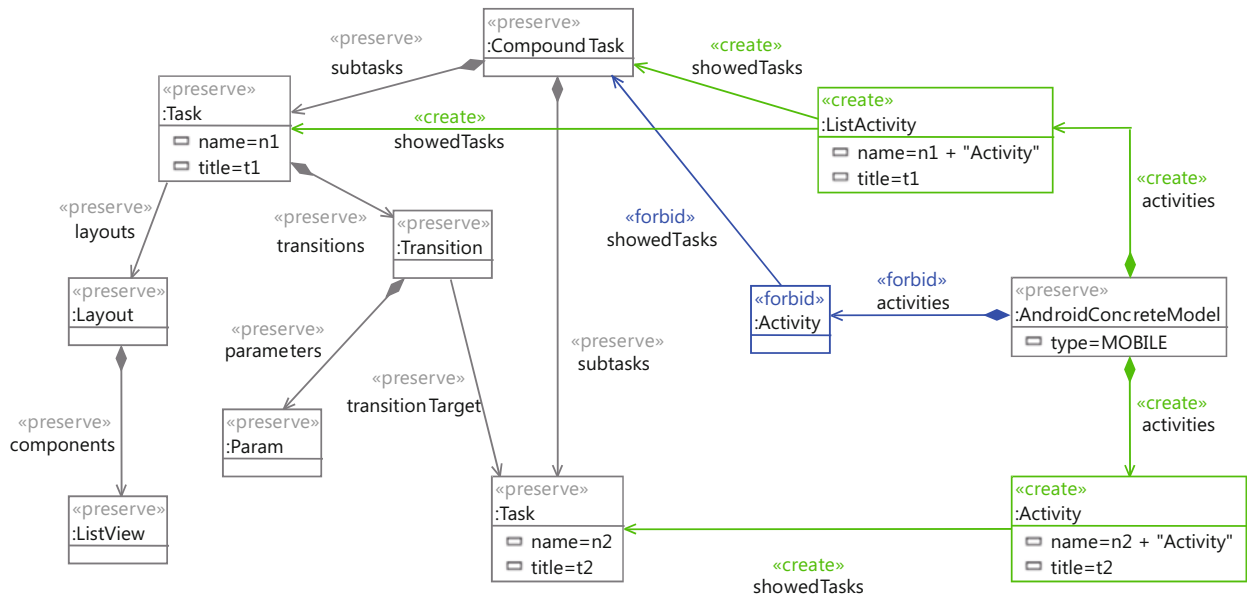 «preserve»
:CompoundTask
«preserve»
subtasks
«create»
showedTasks
«preserve»
:Task
name=n1
title=t1
«create»
showedTasks
«create»
:ListActivity
name=n1 + "Activity"
title=t1
«create»
activities
«preserve»
layouts
«preserve»
transitions
«preserve»
:Transition
«forbid»
showedTasks
«preserve»
:Layout
«forbid»
:Activity
«forbid»
activities
«preserve»
:AndroidConcreteModel
type=MOBILE
«preserve»
parameters
«preserve»
transitionTarget
«preserve»
subtasks
«preserve»
components
«preserve»
:Param
«create»
activities
«preserve»
:ListView
«preserve»
:Task
name=n2
title=t2
«create»
showedTasks
«create»
:Activity
name=n2 + "Activity"
title=t2